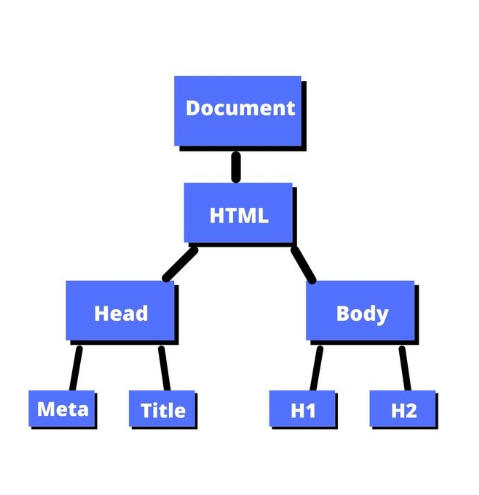 Document
HTML
Head
Body
Meta
Title
H1
H2